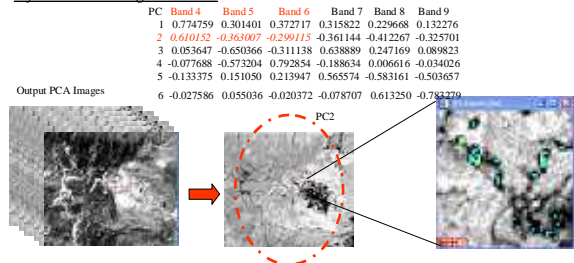 PC Band 4 Band 5 Band 6 Band 7 Band 8 Band 9
1 0.774759 0.301401 0.372717 0.315822 0.229668 0.132276
2 0.610152 -0.363007 -0.299115 -0.361144 -0.412267 -0.325701
3 0.053647 -0.650366 -0.311138 0.638889 0.247169 0.089823
4 -0.077688 -0.573204 0.792854 -0.188634 0.006616 -0.034026
5 -0.133375 0.151050 0.213947 0.565574 -0.583161 -0.503657
6 -0.027586 0.055036 -0.020372 -0.078707 0.613250 -0.783279
Output PCA Images
PC2